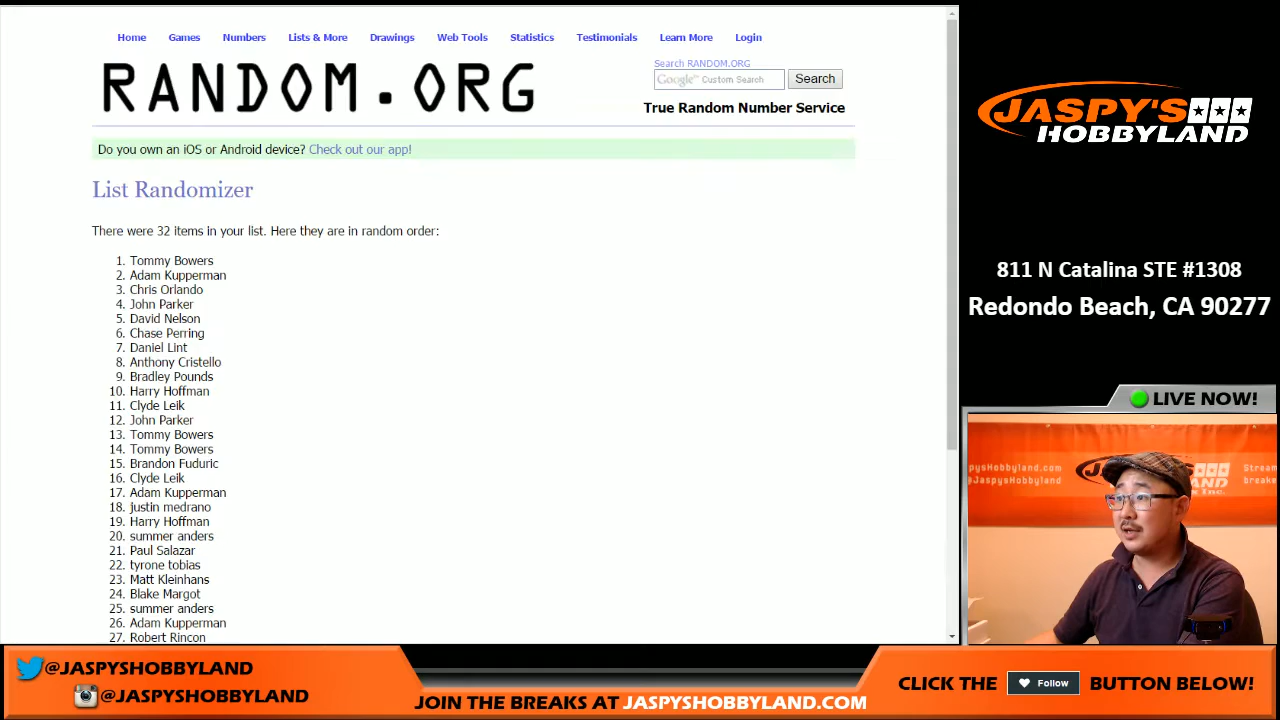 Home Games Numbers Lists & More Drawings Web Tools Statistics Testimonials Learn More Login
RANDOM.ORG
Search RANDOM.ORG
Google™ Custom Search Search
True Random Number Service
Do you own an iOS or Android device? Check out our app!
List Randomizer
There were 32 items in your list. Here they are in random order:
1. Tommy Bowers
2. Adam Kupperman
3. Chris Orlando
4. John Parker
5. David Nelson
6. Chase Perring
7. Daniel Lint
8. Anthony Cristello
9. Bradley Pounds
10. Harry Hoffman
11. Clyde Leik
12. John Parker
13. Tommy Bowers
14. Tommy Bowers
15. Brandon Fuduric
16. Clyde Leik
17. Adam Kupperman
18. justin medrano
19. Harry Hoffman
20. summer anders
21. Paul Salazar
22. tyrone tobias
23. Matt Kleinhans
24. Blake Margot
25. summer anders
26. Adam Kupperman
27. Robert Rincon
JASPY'S
HOBBYLAND
811 N Catalina STE #1308
Redondo Beach, CA 90277
LIVE NOW!
pysHobbyland.com
@JaspysHobbyland
Stream
breake
@JASPYSHOBBYLAND
@JASPYSHOBBYLAND
JOIN THE BREAKS AT JASPYSHOBBYLAND.COM
CLICK THE Follow BUTTON BELOW!